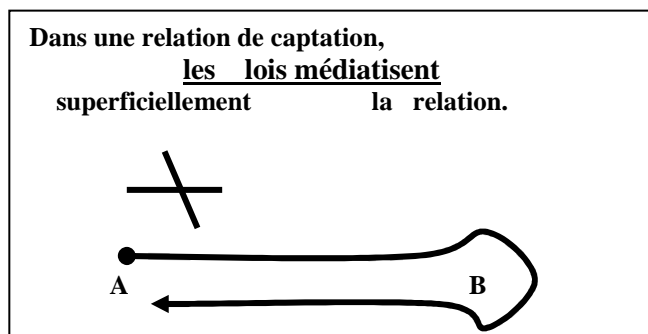 Dans une relation de captation,
les lois médiatisent
superficiellement la relation.
A B